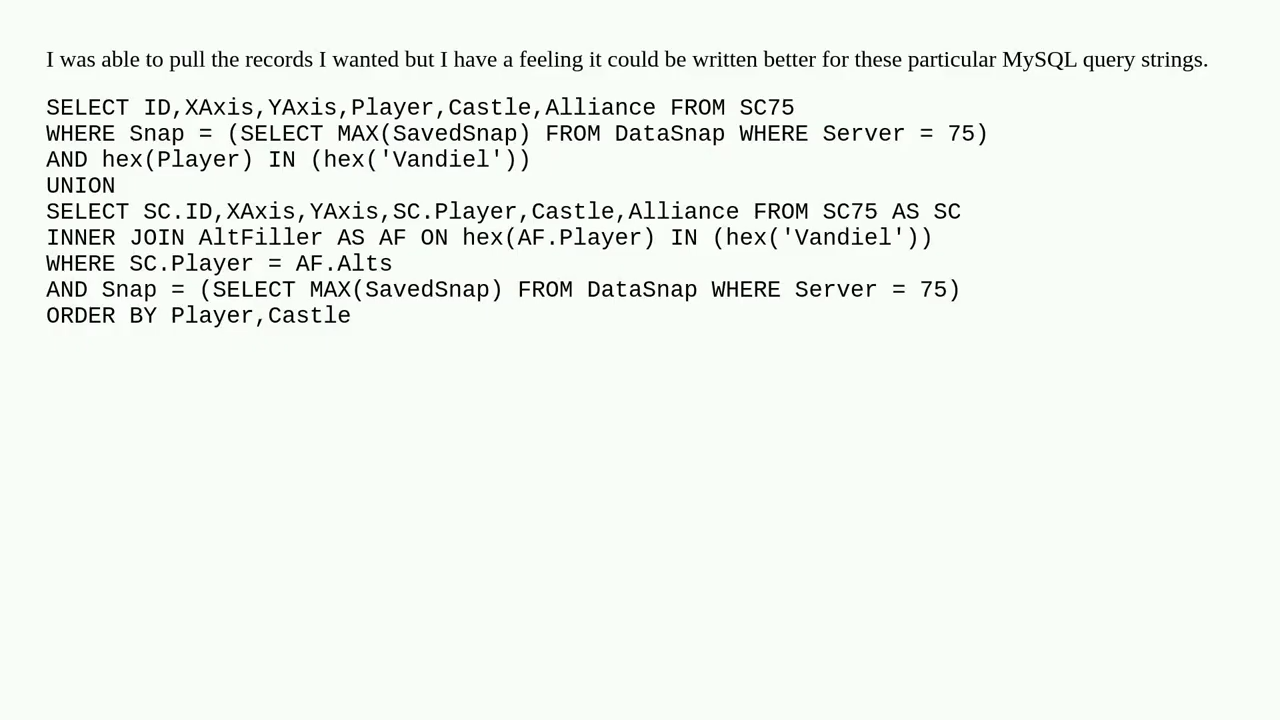 I was able to pull the records I wanted but I have a feeling it could be written better for these particular MySQL query strings.
SELECT ID,XAxis,YAxis,Player,Castle,Alliance FROM SC75
WHERE Snap = (SELECT MAX(SavedSnap) FROM DataSnap WHERE Server = 75)
AND hex(Player) IN (hex('Vandiel'))
UNION
SELECT SC.ID,XAxis,YAxis,SC.Player,Castle,Alliance FROM SC75 AS SC
INNER JOIN AltFiller AS AF ON hex(AF.Player) IN (hex('Vandiel'))
WHERE SC.Player = AF.Alts
AND Snap = (SELECT MAX(SavedSnap) FROM DataSnap WHERE Server = 75)
ORDER BY Player,Castle